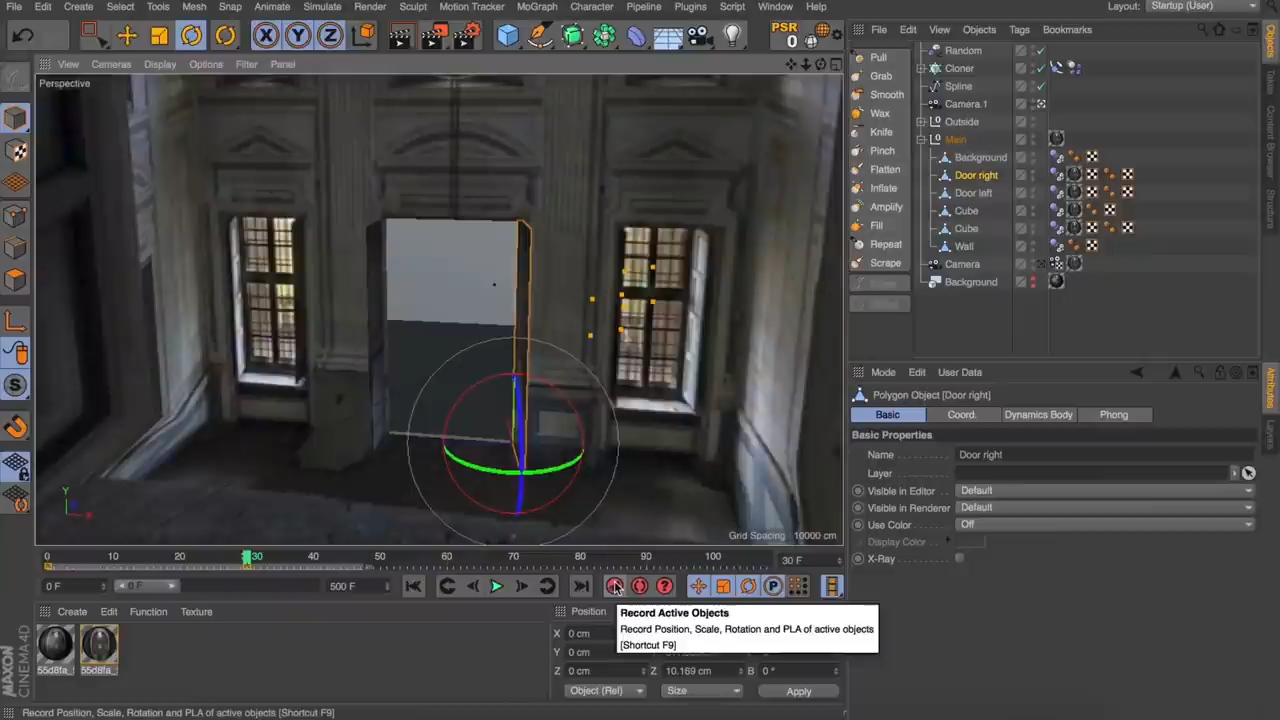 File Edit Create Select Tools Mesh Snap Animate Simulate Render Sculpt Motion Tracker MoGraph Character Pipeline Plugins Script Window Help
Layout: Startup (User)
X Y Z
PSR
0
View Cameras Display Options Filter Panel
Perspective
Y
Grid Spacing: 10000 cm
Pull
Grab
Smooth
Wax
Knife
Pinch
Flatten
Inflate
Amplify
Fill
Repeat
Scrape
File Edit View Objects Tags Bookmarks
Random
Cloner
Spline
Camera.1
Outside
Main
Background
Door right
Door left
Cube
Cube
Wall
Camera
Background
Objects
Takes
Content Browser
Structure
Attributes
Layers
Mode Edit User Data
Polygon Object [Door right]
Basic Coord. Dynamics Body Phong
Basic Properties
Name Door right
Layer
Visible in Editor Default
Visible in Renderer Default
Use Color Off
Display Color
X-Ray
0 10 20 30 40 50 60 70 80 90 100
30 F
0 F 0 F 500 F
Record Active Objects
Record Position, Scale, Rotation and PLA of active objects
[Shortcut F9]
Create Edit Function Texture
55d8fa_ 55d8fa_
Position
X 0 cm
Y 0 cm
Z 0 cm Z 10.169 cm B 0 °
Object (Rel) Size Apply
MAXON
CINEMA 4D
Record Position, Scale, Rotation and PLA of active objects [Shortcut F9]